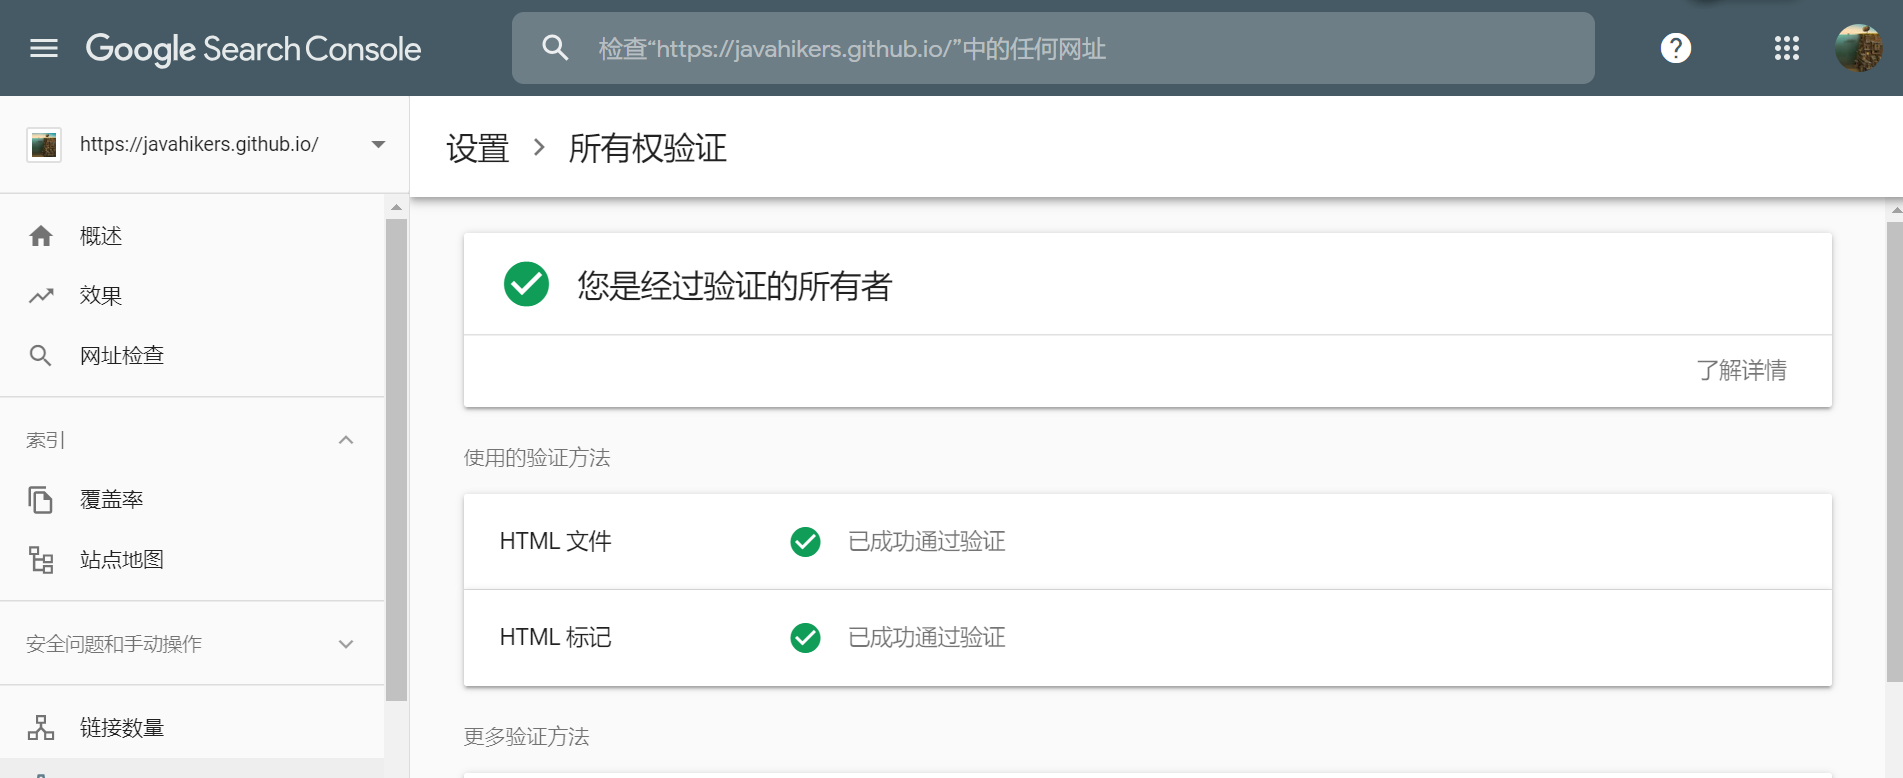 Google Search Console
检查“https://javahikers.github.io/”中的任何网址
https://javahikers.github.io/
概述
效果
网址检查
索引
覆盖率
站点地图
安全问题和手动操作
链接数量
设置 > 所有权验证
您是经过验证的所有者
了解详情
使用的验证方法
HTML 文件 已成功通过验证
HTML 标记 已成功通过验证
更多验证方法